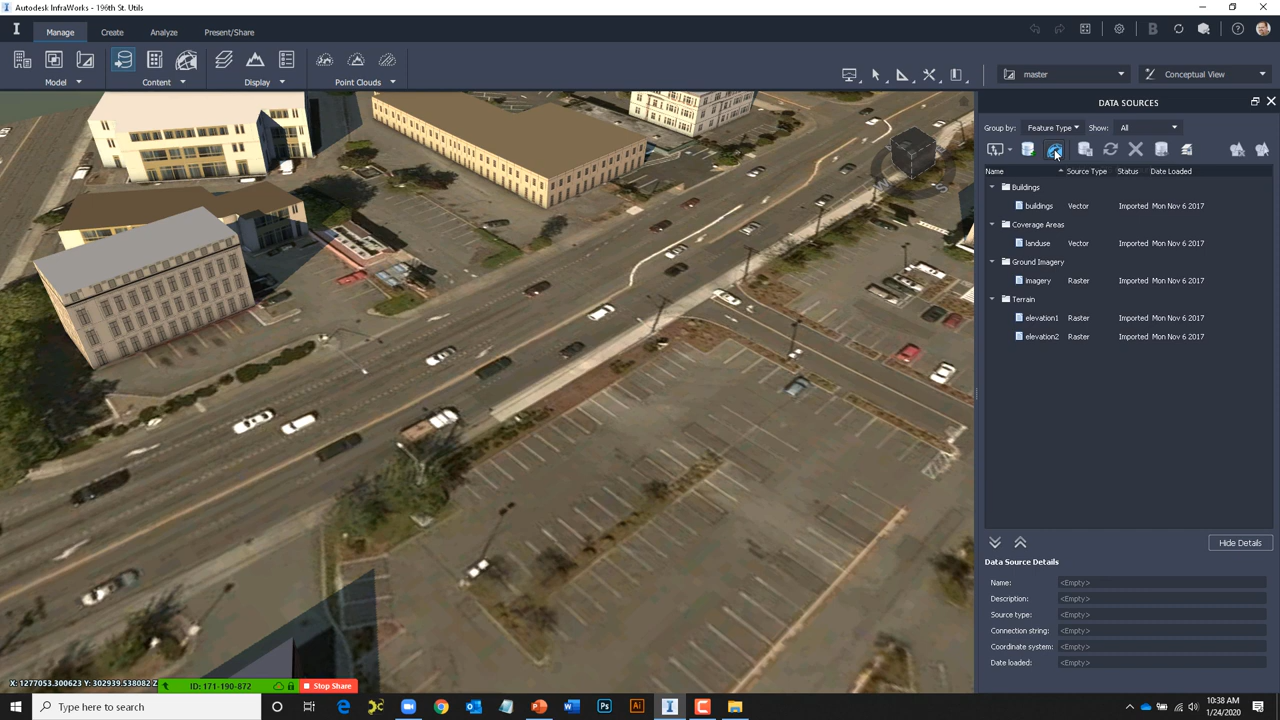 Autodesk InfraWorks - 196th St. Utils
I
Manage
Create
Analyze
Present/Share
B
Model
Content
Display
Point Clouds
master
Conceptual View
DATA SOURCES
Group by: Feature Type Show: All
Name Source Type Status Date Loaded
Buildings
buildings Vector Imported Mon Nov 6 2017
Coverage Areas
landuse Vector Imported Mon Nov 6 2017
Ground Imagery
imagery Raster Imported Mon Nov 6 2017
Terrain
elevation1 Raster Imported Mon Nov 6 2017
elevation2 Raster Imported Mon Nov 6 2017
Hide Details
Data Source Details
Name: <Empty>
Description: <Empty>
Source type: <Empty>
Connection string: <Empty>
Coordinate system: <Empty>
Date loaded: <Empty>
X: 1277053.300623 Y: 302939.538082 Z
ID: 171-190-872
Stop Share
Type here to search
10:38 AM
1/24/2020